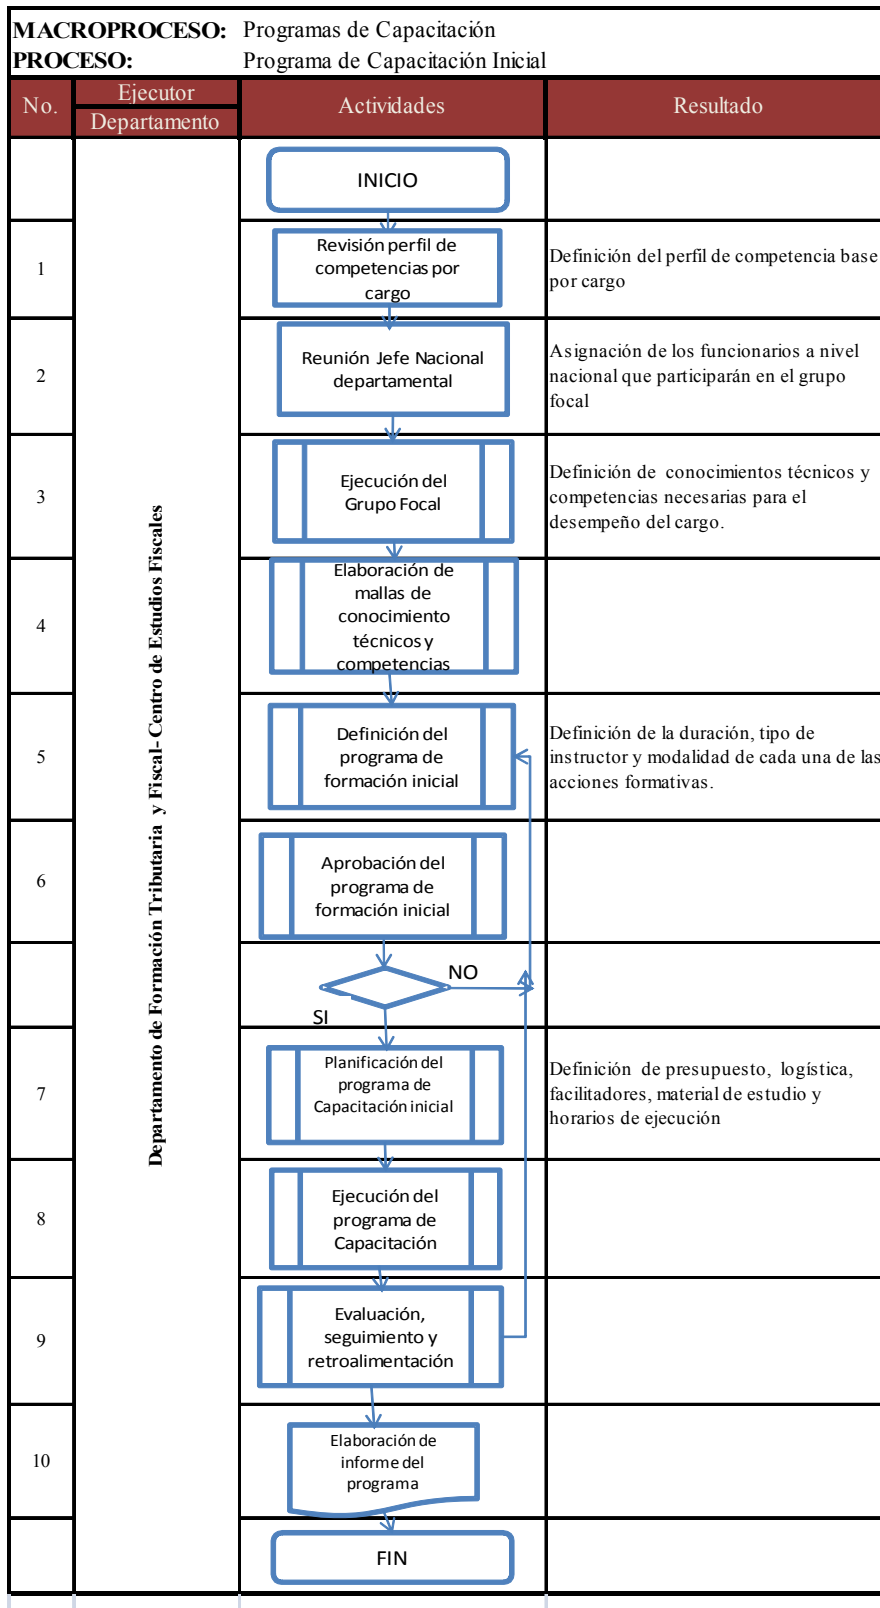 MACROPROCESO: Programas de Capacitación
PROCESO: Programa de Capacitación Inicial
No.
Ejecutor
Departamento
Actividades
Resultado
Departamento de Formación Tributaria y Fiscal- Centro de Estudios Fiscales
INICIO
1
Revisión perfil de
competencias por
cargo
Definición del perfil de competencia base
por cargo
2
Reunión Jefe Nacional
departamental
Asignación de los funcionarios a nivel
nacional que participarán en el grupo
focal
3
Ejecución del
Grupo Focal
Definición de conocimientos técnicos y
competencias necesarias para el
desempeño del cargo.
4
Elaboración de
mallas de
conocimiento
técnicos y
competencias
5
Definición del
programa de
formación inicial
Definición de la duración, tipo de
instructor y modalidad de cada una de las
acciones formativas.
6
Aprobación del
programa de
formación inicial
NO
SI
7
Planificación del
programa de
Capacitación inicial
Definición de presupuesto, logística,
facilitadores, material de estudio y
horarios de ejecución
8
Ejecución del
programa de
Capacitación
9
Evaluación,
seguimiento y
retroalimentación
10
Elaboración de
informe del
programa
FIN